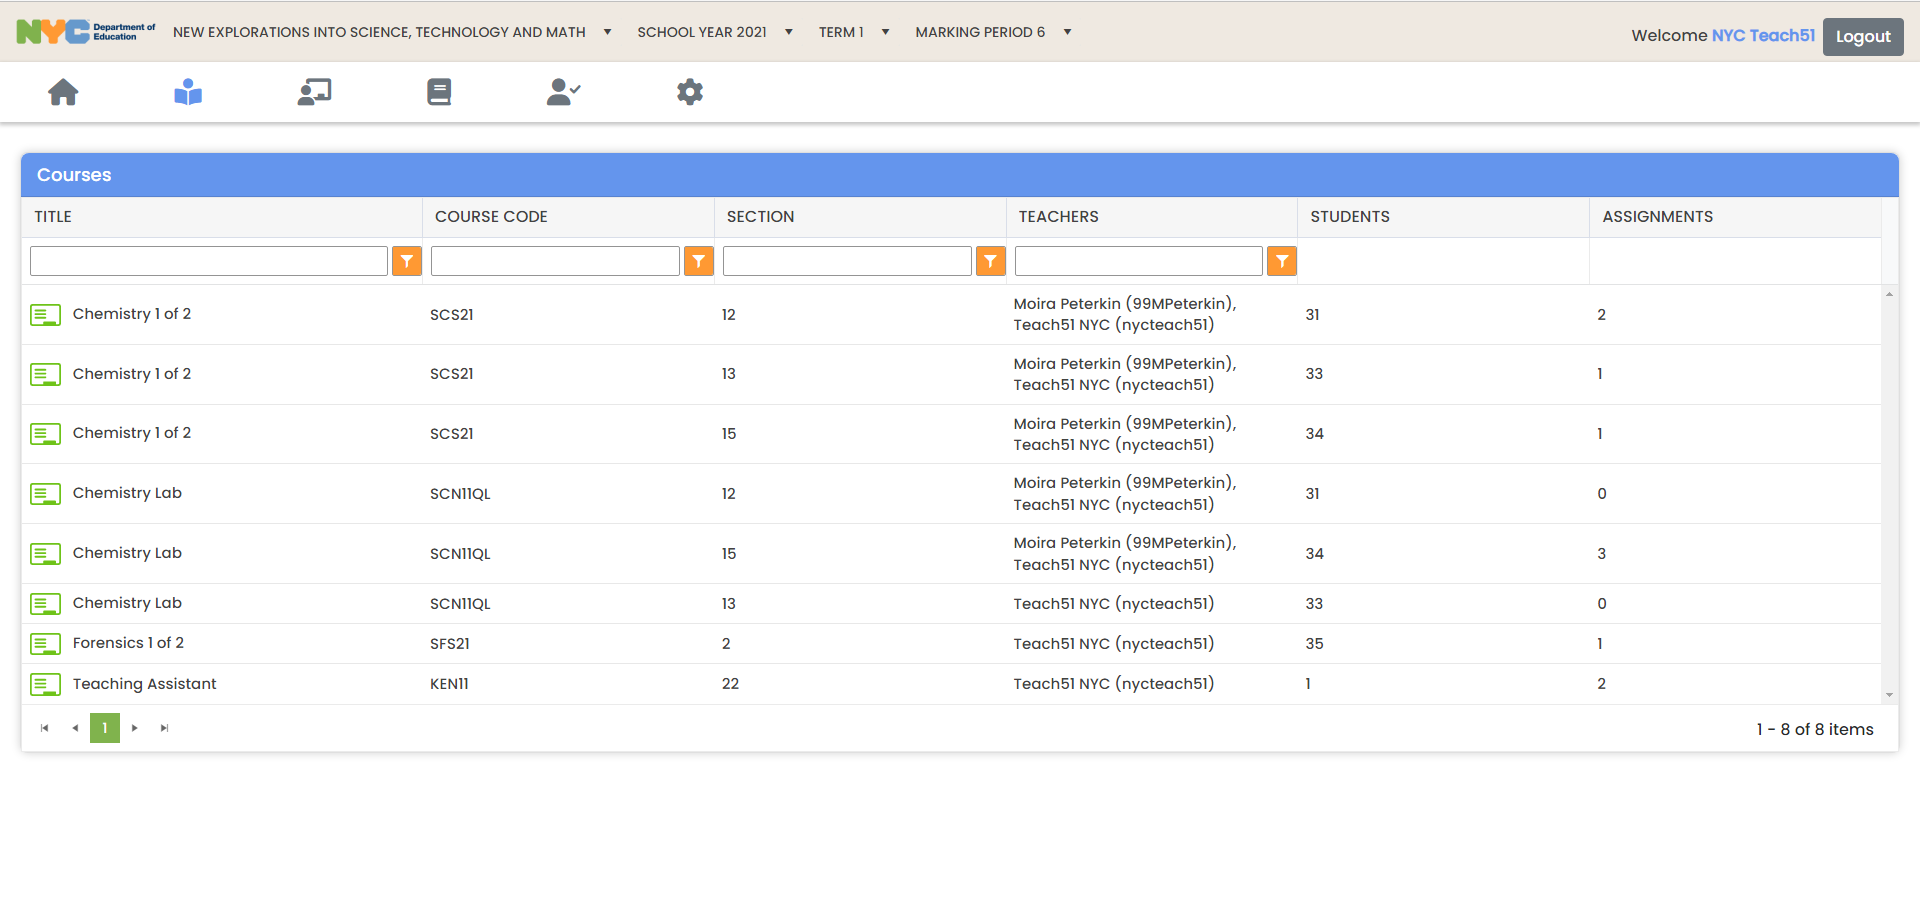 NYC Department of Education
NEW EXPLORATIONS INTO SCIENCE, TECHNOLOGY AND MATH SCHOOL YEAR 2021 TERM 1 MARKING PERIOD 6
Welcome NYC Teach51 Logout
Courses
TITLE COURSE CODE SECTION TEACHERS STUDENTS ASSIGNMENTS
Chemistry 1 of 2 SCS21 12 Moira Peterkin (99MPeterkin), Teach51 NYC (nycteach51) 31 2
Chemistry 1 of 2 SCS21 13 Moira Peterkin (99MPeterkin), Teach51 NYC (nycteach51) 33 1
Chemistry 1 of 2 SCS21 15 Moira Peterkin (99MPeterkin), Teach51 NYC (nycteach51) 34 1
Chemistry Lab SCN11QL 12 Moira Peterkin (99MPeterkin), Teach51 NYC (nycteach51) 31 0
Chemistry Lab SCN11QL 15 Moira Peterkin (99MPeterkin), Teach51 NYC (nycteach51) 34 3
Chemistry Lab SCN11QL 13 Teach51 NYC (nycteach51) 33 0
Forensics 1 of 2 SFS21 2 Teach51 NYC (nycteach51) 35 1
Teaching Assistant KEN11 22 Teach51 NYC (nycteach51) 1 2
1
1 - 8 of 8 items